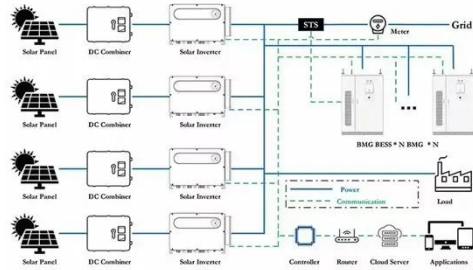 STS
Grid
Meter
Solar Panel
DC Combiner
Solar Inverter
Solar Panel
DC Combiner
Solar Inverter
BMG BESS * N BMG * N
Solar Panel
DC Combiner
Solar Inverter
Power
Communication
Load
Solar Panel
DC Combiner
Solar Inverter
Controller
Router
Cloud Server
Applications